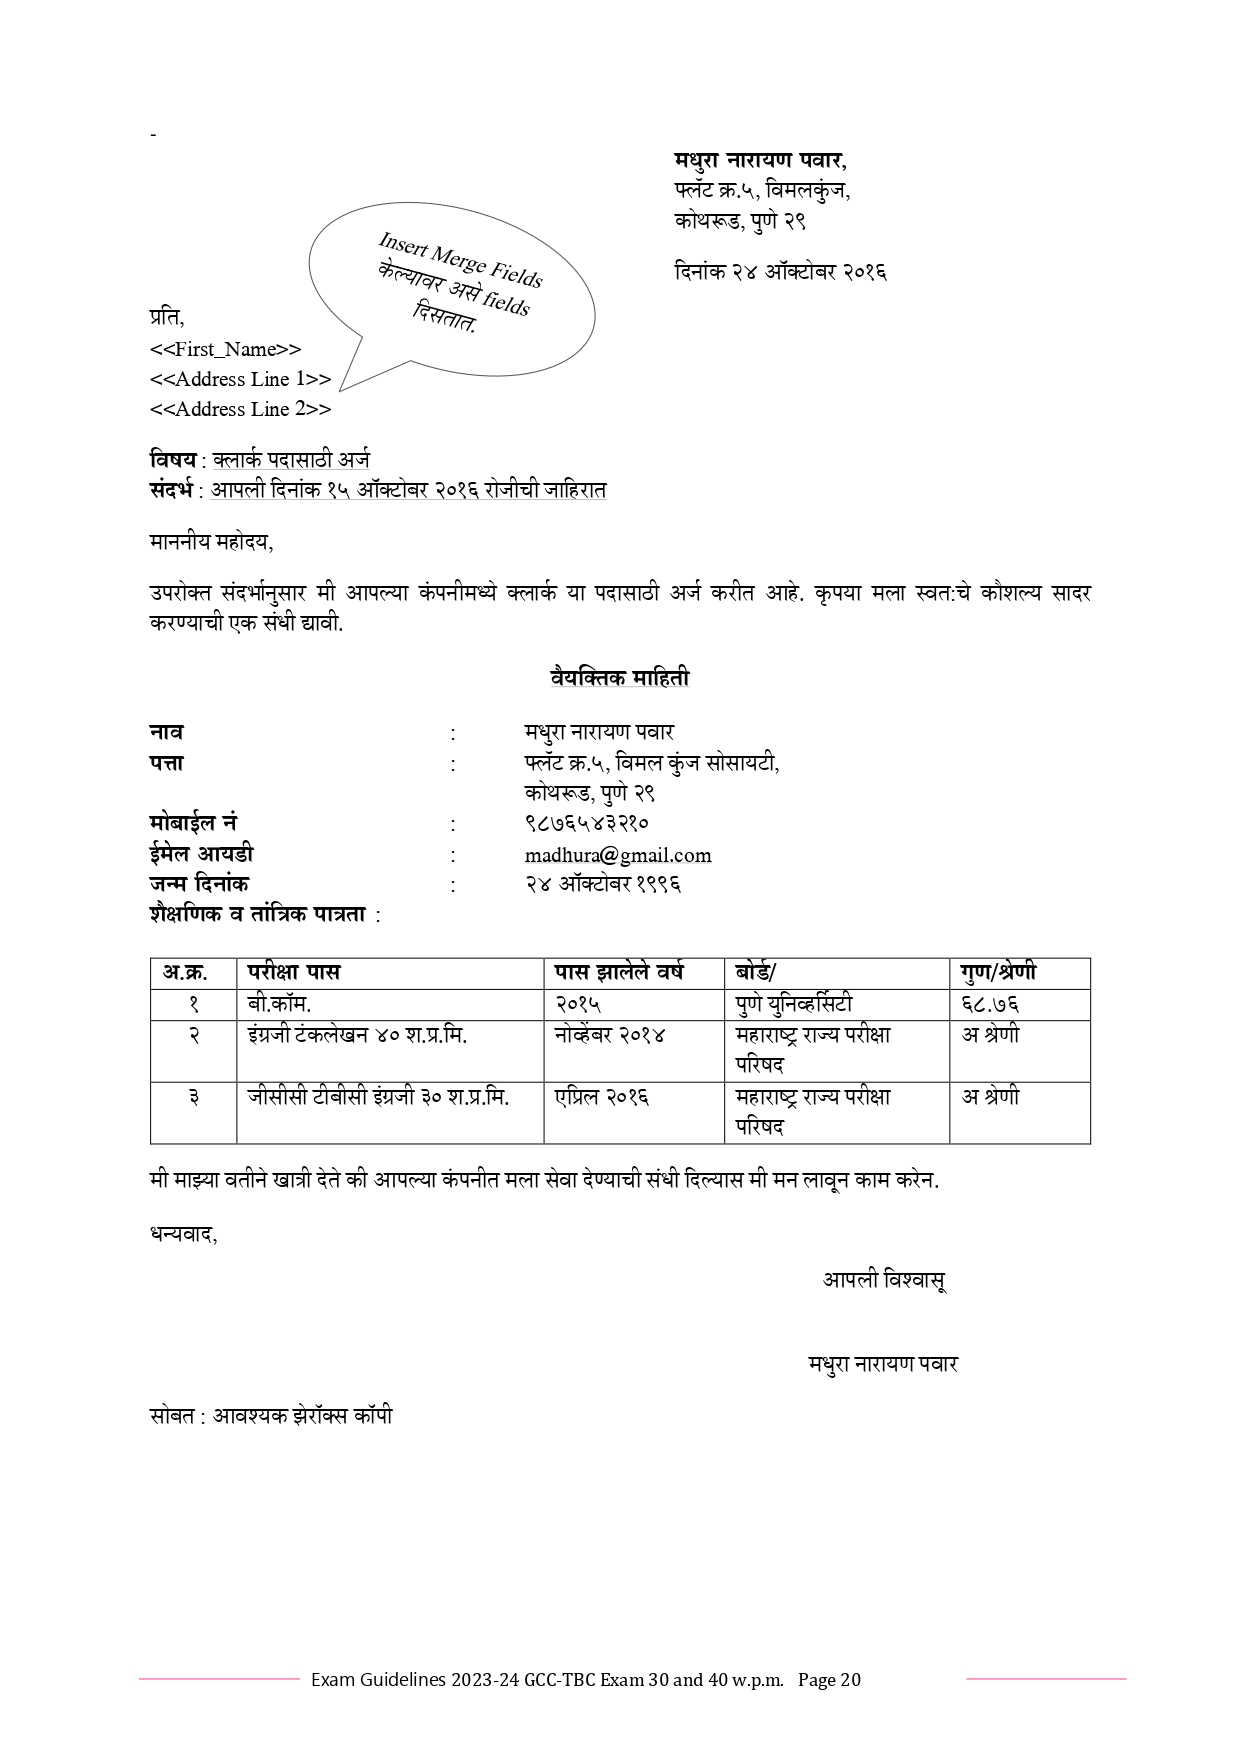 -
मधुरा नारायण पवार,
फ्लॅट क्र.५, विमलकुंज,
कोथरूड, पुणे २९
दिनांक २४ ऑक्टोबर २०१६
Insert Merge Fields
केल्यावर असे fields
दिसतात.
प्रति,
<<First_Name>>
<<Address Line 1>>
<<Address Line 2>>
विषय : क्लार्क पदासाठी अर्ज
संदर्भ : आपली दिनांक १५ ऑक्टोबर २०१६ रोजीची जाहिरात
माननीय महोदय,
उपरोक्त संदर्भानुसार मी आपल्या कंपनीमध्ये क्लार्क या पदासाठी अर्ज करीत आहे. कृपया मला स्वत:चे कौशल्य सादर
करण्याची एक संधी द्यावी.
वैयक्तिक माहिती
नाव : मधुरा नारायण पवार
पत्ता : फ्लॅट क्र.५, विमल कुंज सोसायटी,
कोथरूड, पुणे २९
मोबाईल नं : ९८७६५४३२१०
ईमेल आयडी : madhura@gmail.com
जन्म दिनांक : २४ ऑक्टोबर १९९६
शैक्षणिक व तांत्रिक पात्रता :
अ.क्र. परीक्षा पास पास झालेले वर्ष बोर्ड/ गुण/श्रेणी
१ बी.कॉम. २०१५ पुणे युनिव्हर्सिटी ६८.७६
२ इंग्रजी टंकलेखन ४० श.प्र.मि. नोव्हेंबर २०१४ महाराष्ट्र राज्य परीक्षा अ श्रेणी
परिषद
३ जीसीसी टीबीसी इंग्रजी ३० श.प्र.मि. एप्रिल २०१६ महाराष्ट्र राज्य परीक्षा अ श्रेणी
परिषद
मी माझ्या वतीने खात्री देते की आपल्या कंपनीत मला सेवा देण्याची संधी दिल्यास मी मन लावून काम करेन.
धन्यवाद,
आपली विश्वासू
मधुरा नारायण पवार
सोबत : आवश्यक झेरॉक्स कॉपी
Exam Guidelines 2023-24 GCC-TBC Exam 30 and 40 w.p.m. Page 20